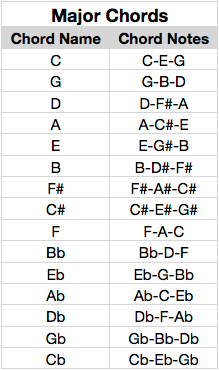 Major Chords
Chord Name Chord Notes
C C-E-G
G G-B-D
D D-F#-A
A A-C#-E
E E-G#-B
B B-D#-F#
F# F#-A#-C#
C# C#-E#-G#
F F-A-C
Bb Bb-D-F
Eb Eb-G-Bb
Ab Ab-C-Eb
Db Db-F-Ab
Gb Gb-Bb-Db
Cb Cb-Eb-Gb